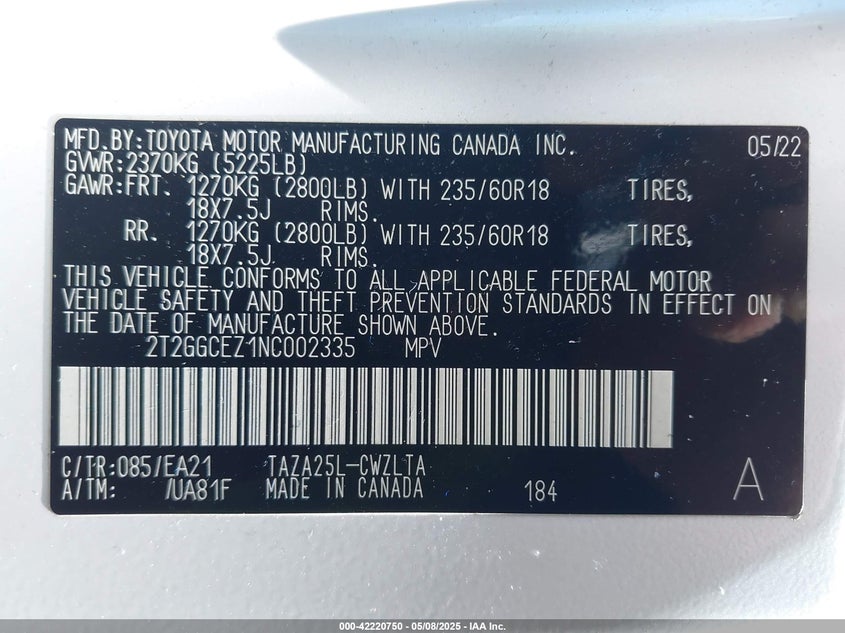 MFD.BY:TOYOTA MOTOR MANUFACTURING CANADA INC. 05/22
GVWR:2370KG (5225LB)
GAWR:FRT. 1270KG (2800LB) WITH 235/60R18 TIRES,
18X7.5J RIMS.
RR. 1270KG (2800LB) WITH 235/60R18 TIRES,
18X7.5J RIMS.
THIS VEHICLE CONFORMS TO ALL APPLICABLE FEDERAL MOTOR
VEHICLE SAFETY AND THEFT PREVENTION STANDARDS IN EFFECT ON
THE DATE OF MANUFACTURE SHOWN ABOVE.
2T2GGCEZ1NC002335 MPV
C/TR:085/EA21 TAZA25L-CWZLTA
A/TM: /UA81F MADE IN CANADA 184 A
000-42220750 - 05/08/2025 - IAA Inc.